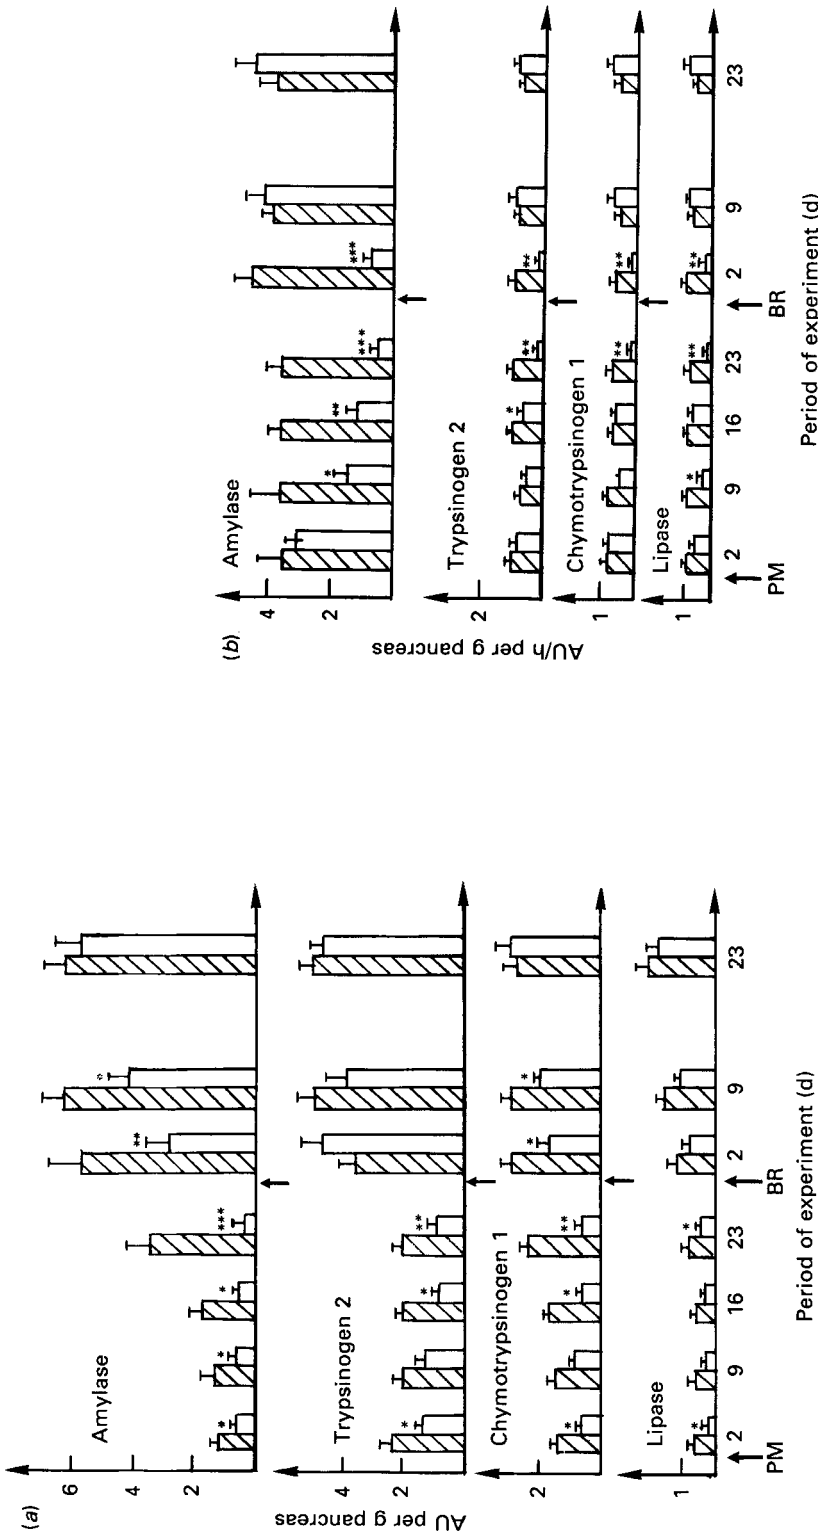 (a)
Amylase
6
4
2
* * * *** ** *
Trypsinogen 2
4
2
* * **
Chymotrypsinogen 1
2
* * ** * *
Lipase
1
* *
AU per g pancreas
2 9 16 23 2 9 23
PM BR
Period of experiment (d)
(b)
Amylase
4
2
* ** *** ***
Trypsinogen 2
2
* ** **
Chymotrypsinogen 1
1
** **
Lipase
1
* ** **
AU/h per g pancreas
2 9 16 23 2 9 23
PM BR
Period of experiment (d)